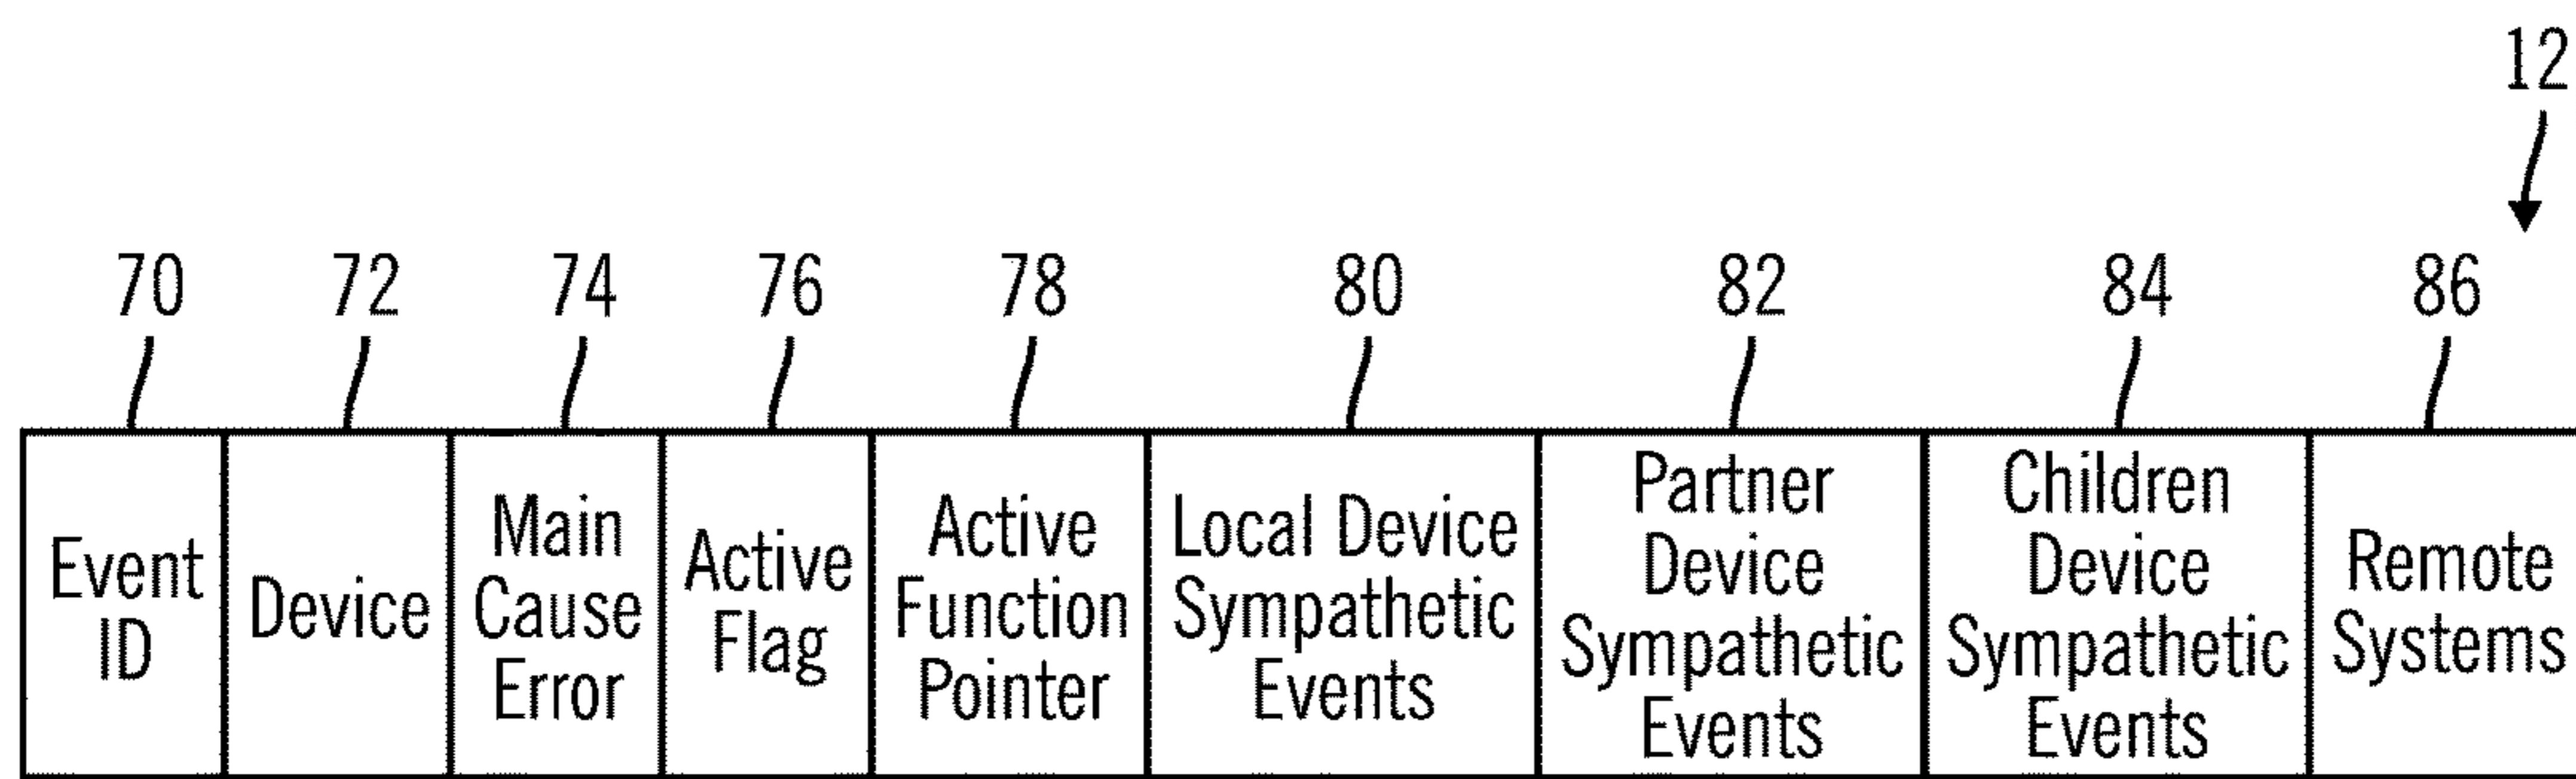 12
70 72 74 76 78 80 82 84 86
Event
ID
Device
Main
Cause
Error
Active
Flag
Active
Function
Pointer
Local Device
Sympathetic
Events
Partner
Device
Sympathetic
Events
Children
Device
Sympathetic
Events
Remote
Systems